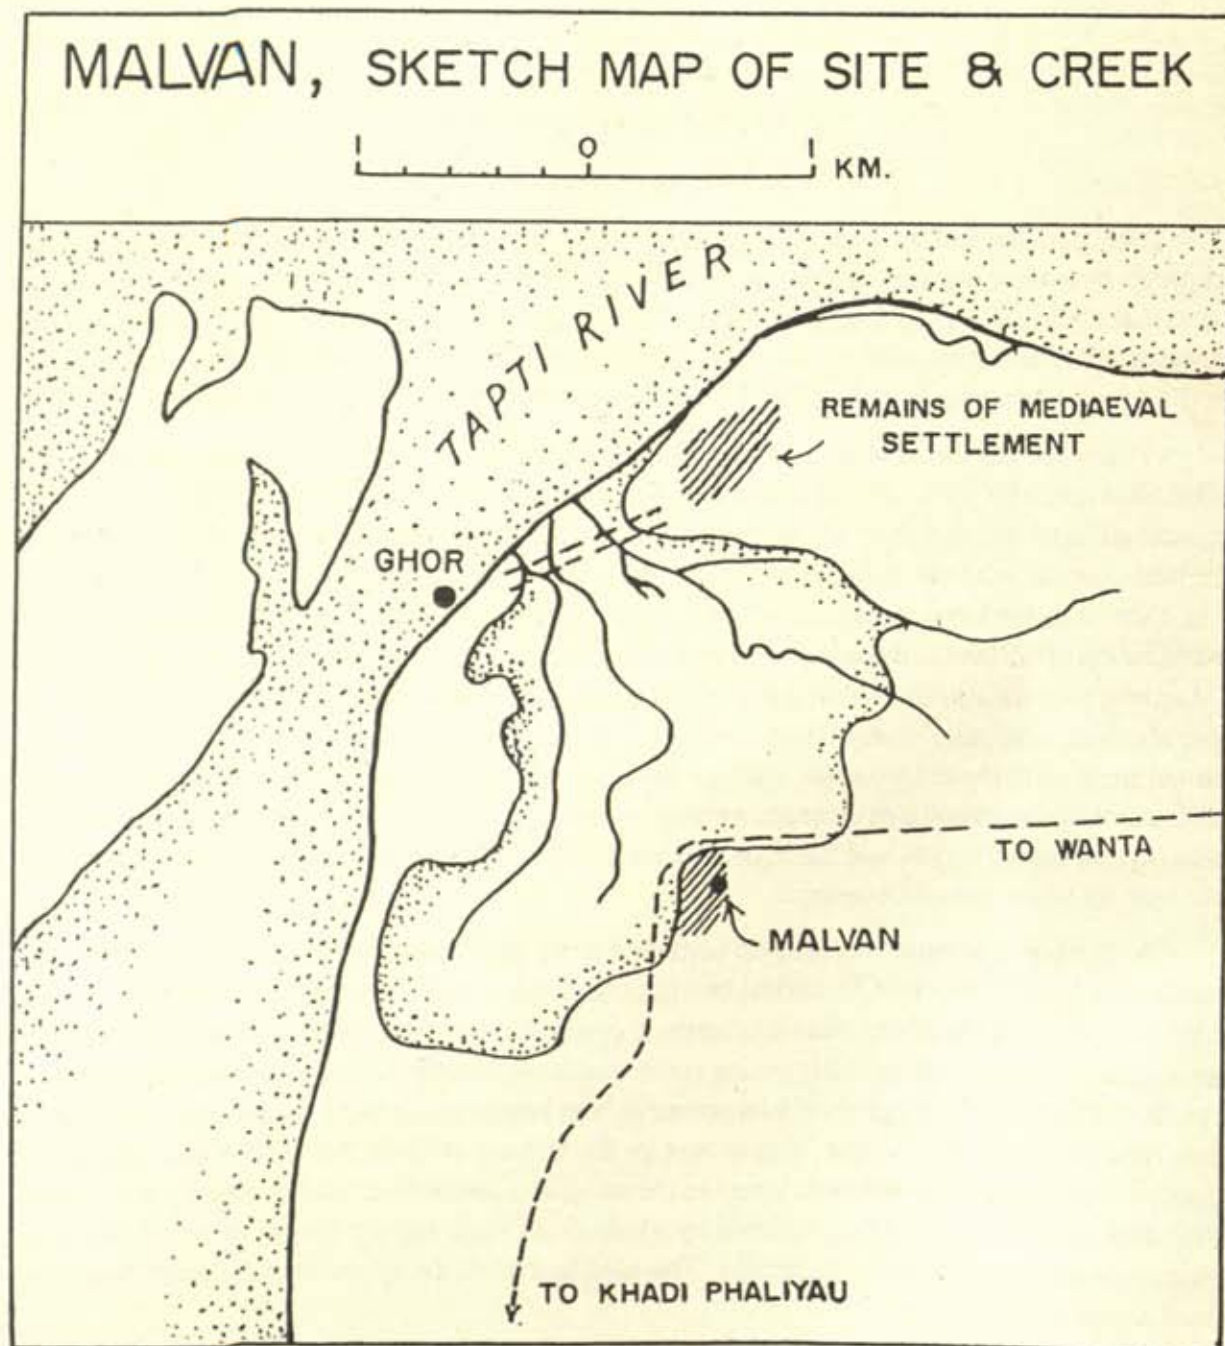 MALVAN, SKETCH MAP OF SITE & CREEK
1 0 1 KM.
TAPTI RIVER
REMAINS OF MEDIAEVAL
SETTLEMENT
GHOR
TO WANTA
MALVAN
TO KHADI PHALIYAU